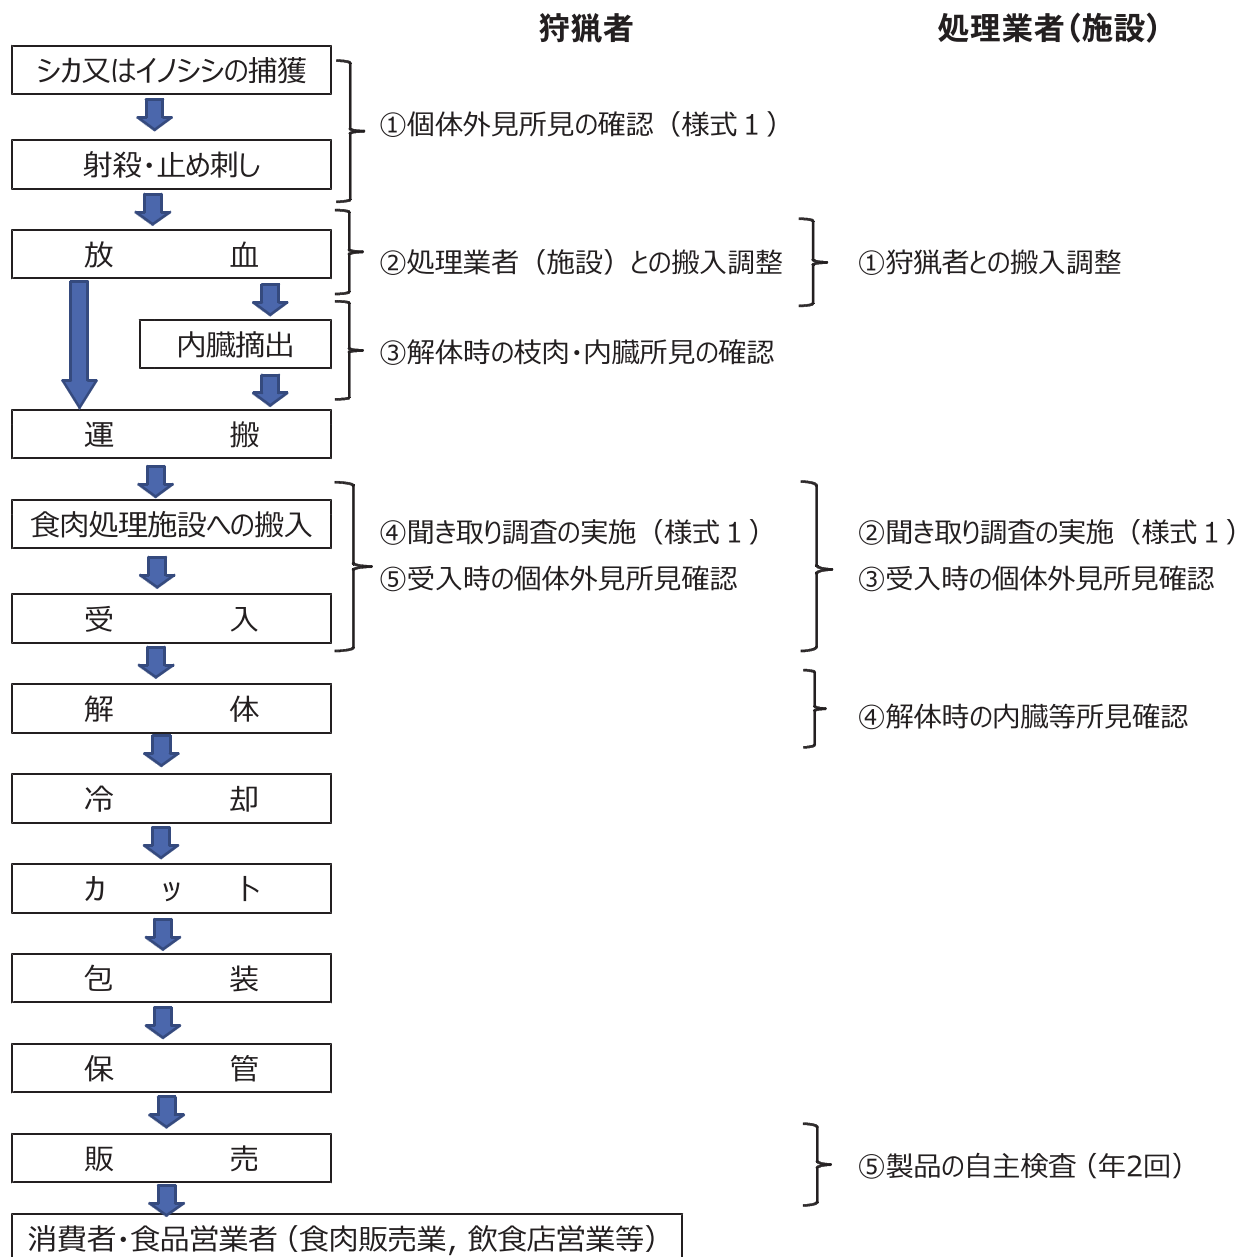 狩猟者
処理業者（施設）
シカ又はイノシシの捕獲
①個体外見所見の確認（様式１）
射殺・止め刺し
放血
②処理業者（施設）との搬入調整
①狩猟者との搬入調整
内臓摘出
③解体時の枝肉・内臓所見の確認
運搬
食肉処理施設への搬入
④聞き取り調査の実施（様式１）
②聞き取り調査の実施（様式１）
⑤受入時の個体外見所見確認
③受入時の個体外見所見確認
受入
解体
④解体時の内臓等所見確認
冷却
カット
包装
保管
販売
⑤製品の自主検査（年2回）
消費者・食品営業者（食肉販売業，飲食店営業等）